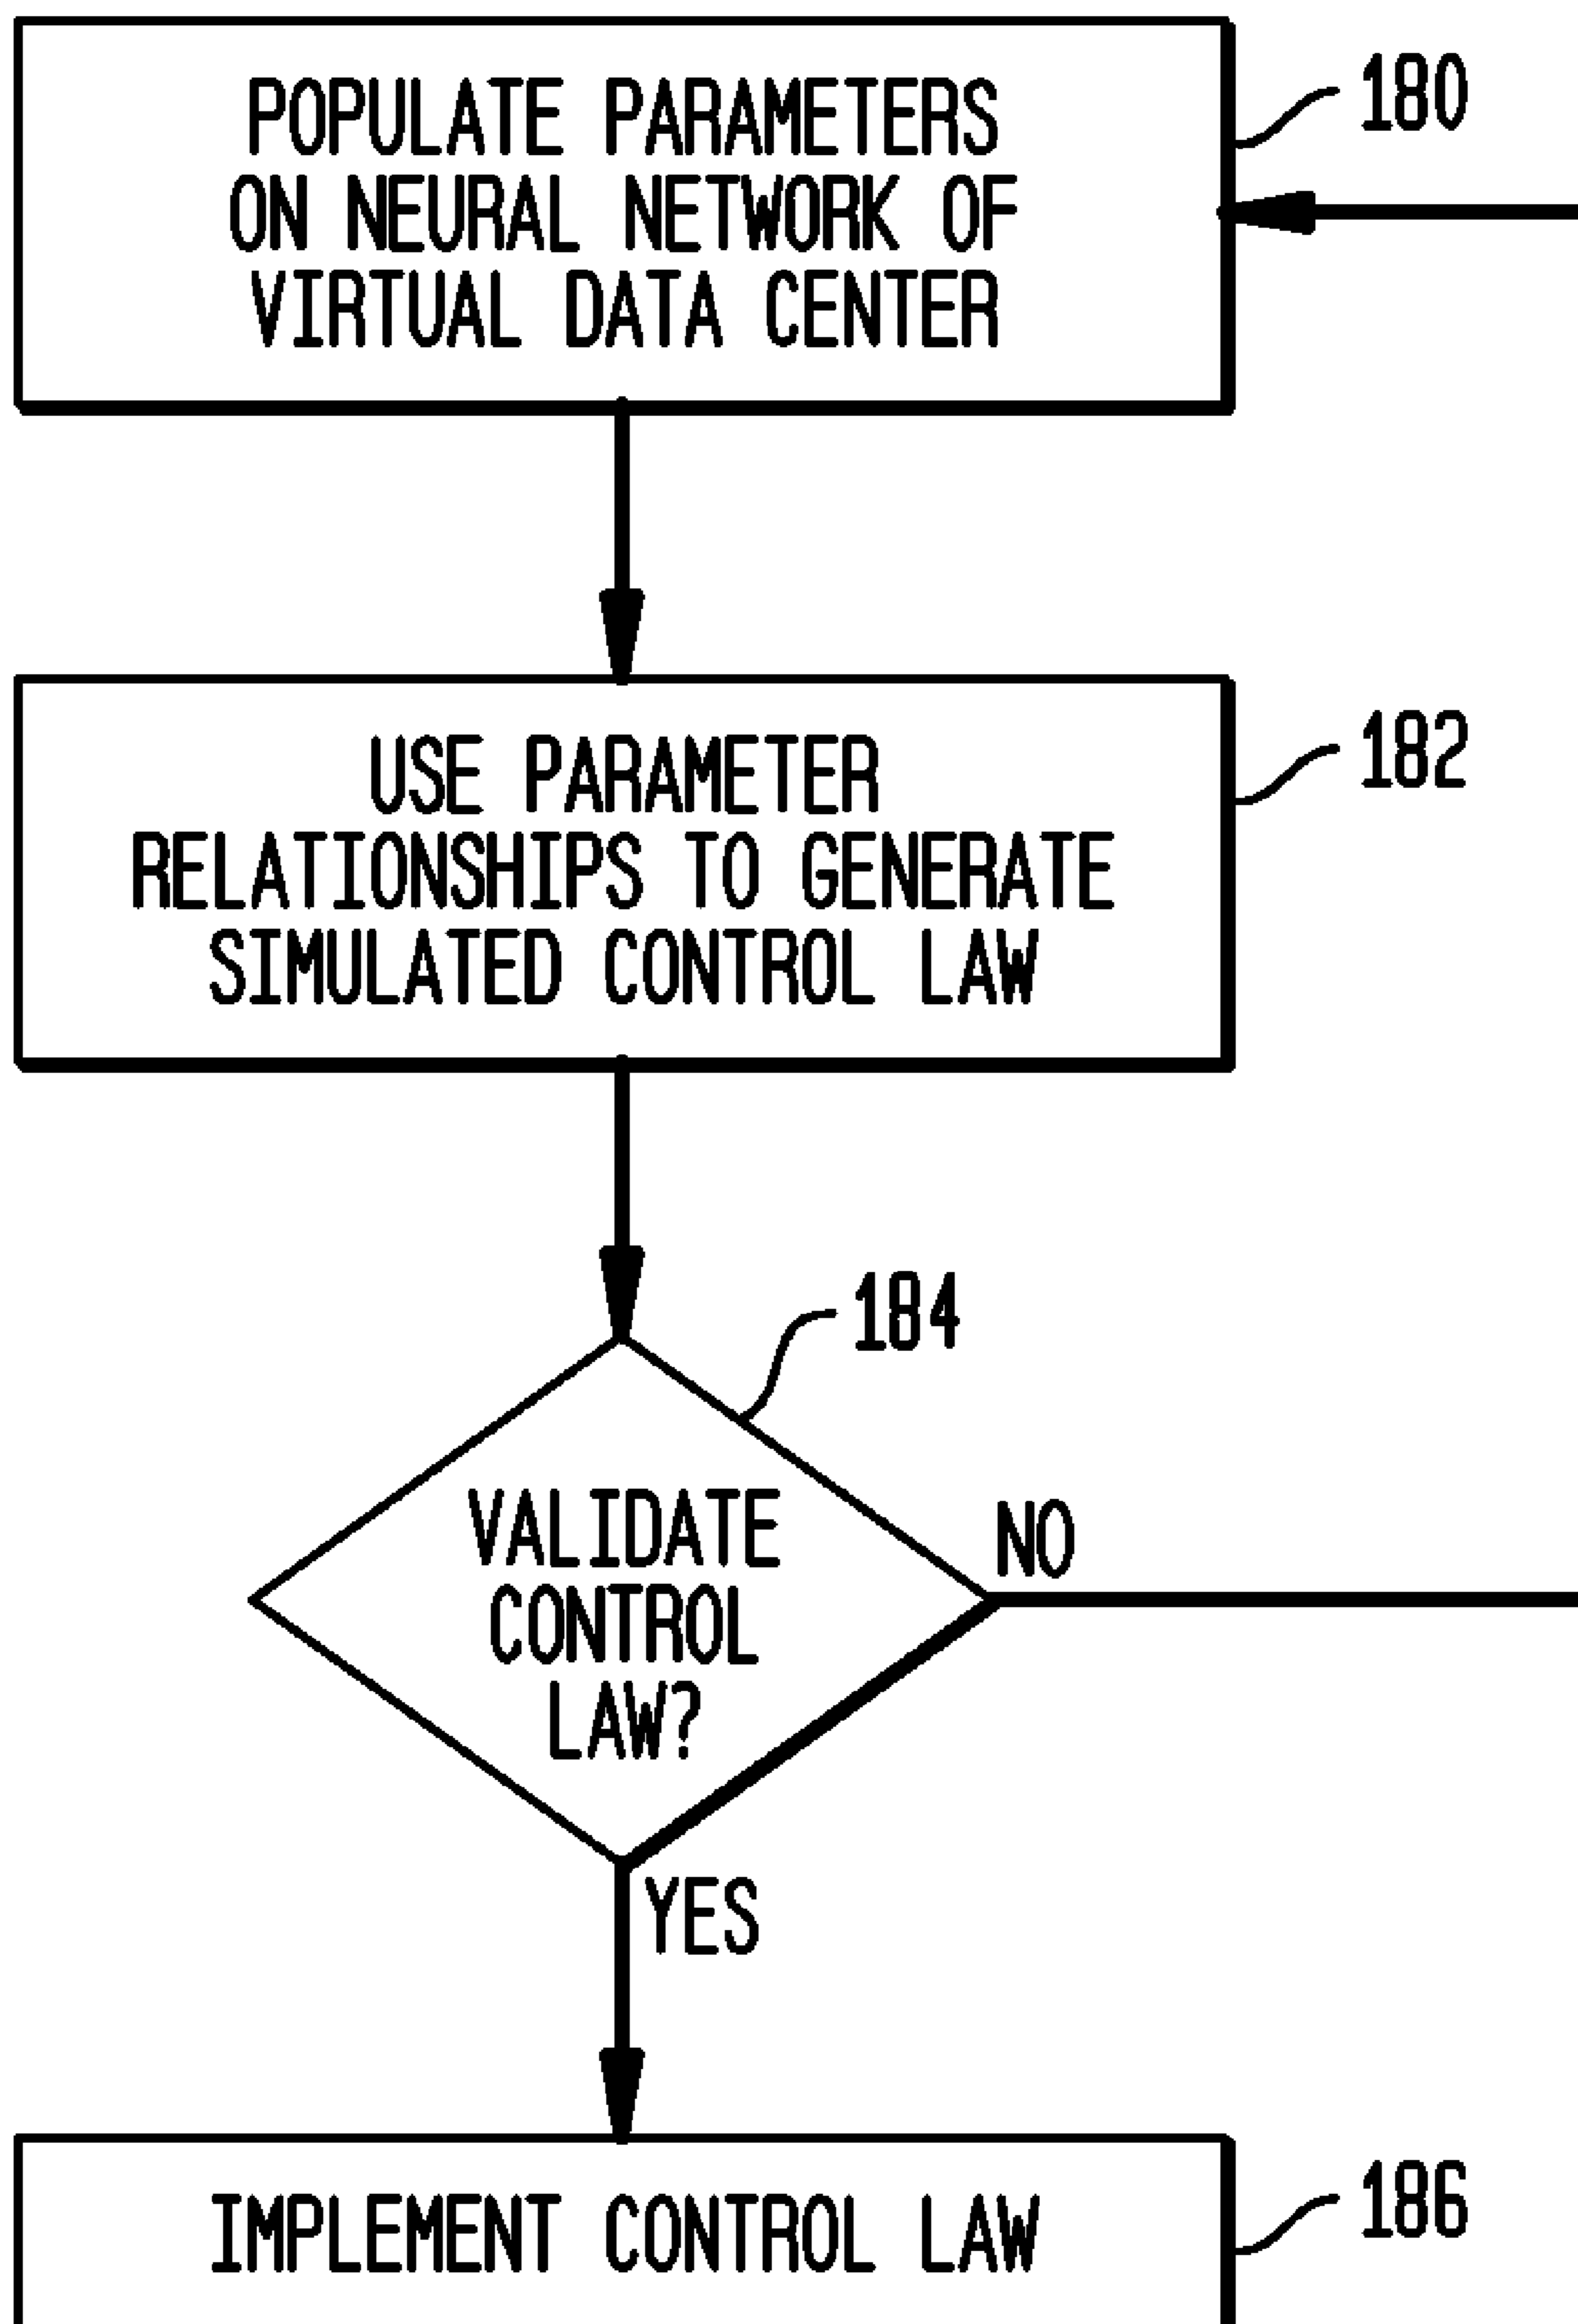 POPULATE PARAMETERS
ON NEURAL NETWORK OF
VIRTUAL DATA CENTER
180
USE PARAMETER
RELATIONSHIPS TO GENERATE
SIMULATED CONTROL LAW
182
184
VALIDATE
CONTROL
LAW?
NO
YES
IMPLEMENT CONTROL LAW
186